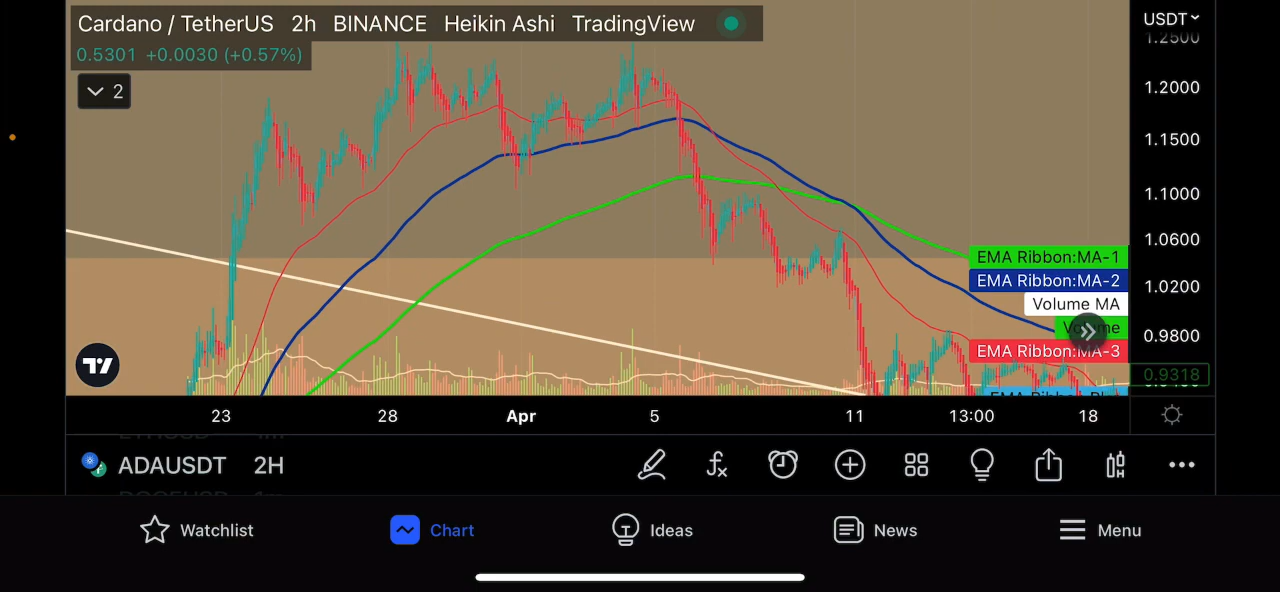 Cardano / TetherUS 2h BINANCE Heikin Ashi TradingView
USDT
1.2500
0.5301 +0.0030 (+0.57%)
2
1.2000
1.1500
1.1000
1.0600
EMA Ribbon:MA-1
EMA Ribbon:MA-2
1.0200
Volume MA
0.9800
EMA Ribbon:MA-3
0.9318
23 28 Apr 5 11 13:00 18
ADAUSDT 2H
Watchlist Chart Ideas News Menu